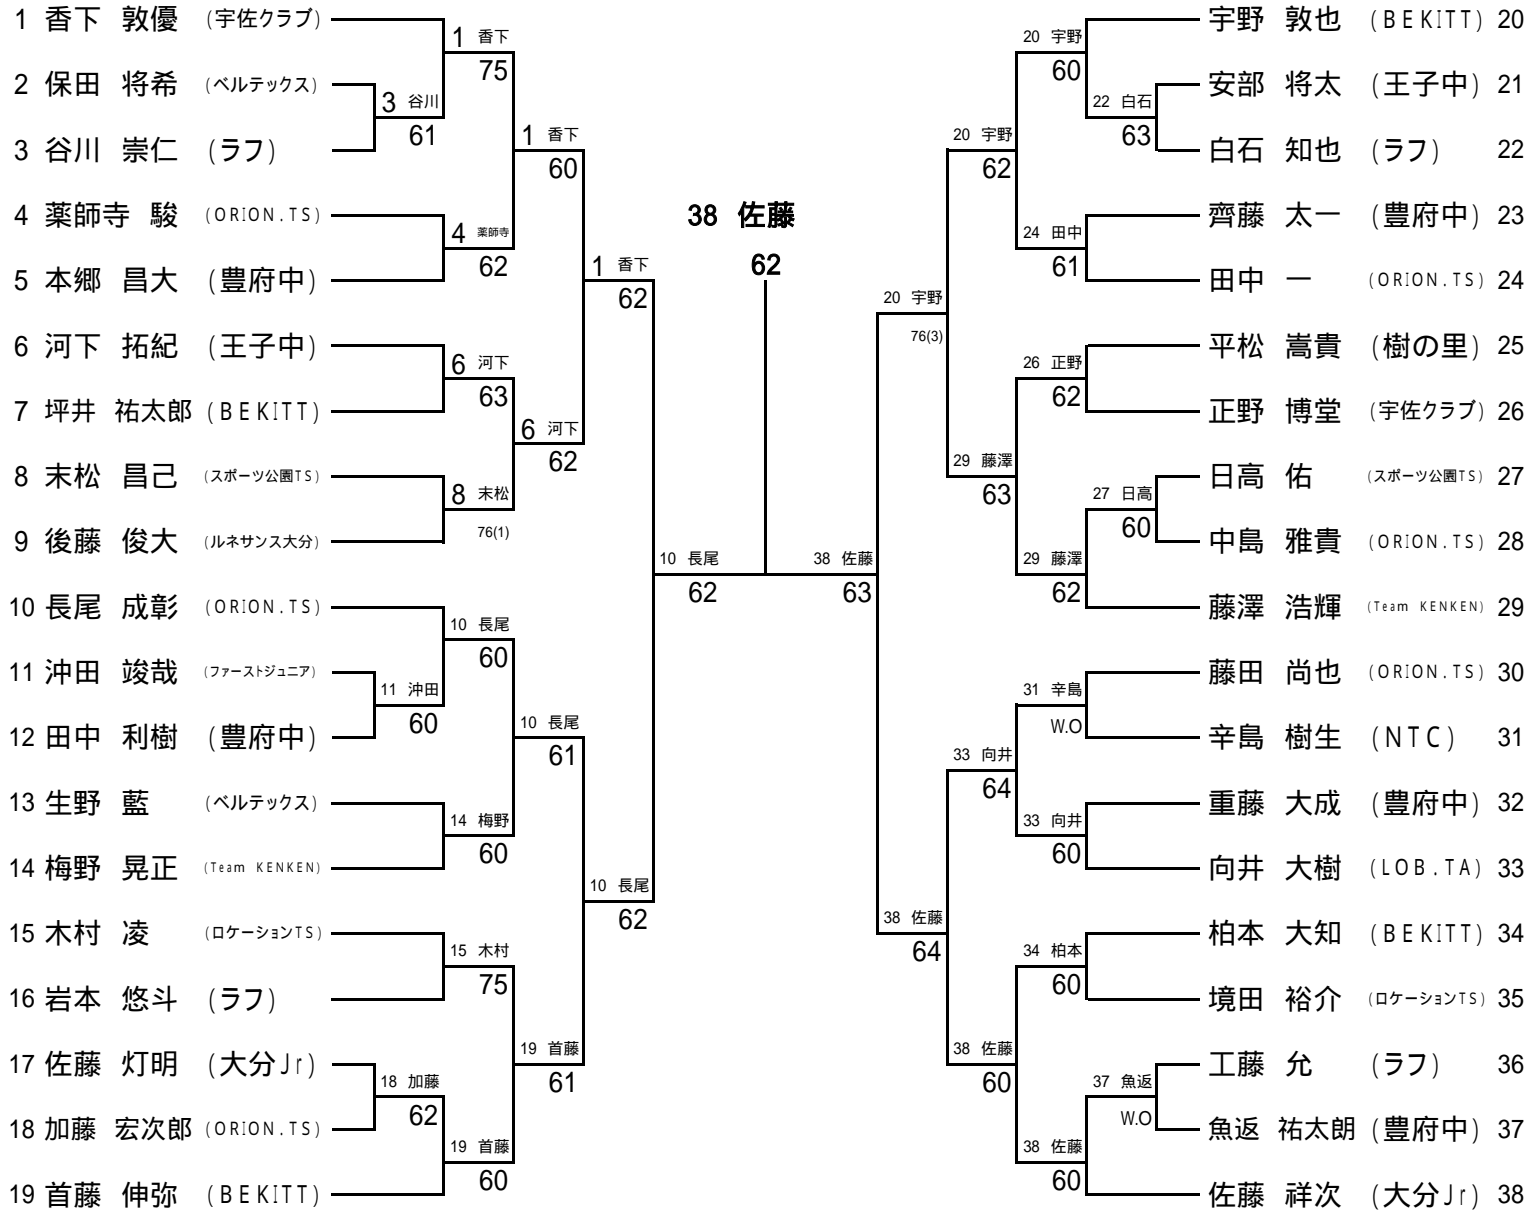 1 香下 敦優 (宇佐クラブ)
2 保田 将希 (ベルテックス)
3 谷川 崇仁 (ラフ)
4 薬師寺 駿 (ORION.TS)
5 本郷 昌大 (豊府中)
6 河下 拓紀 (王子中)
7 坪井 祐太郎 (BEKITT)
8 末松 昌己 (スポーツ公園TS)
9 後藤 俊大 (ルネサンス大分)
10 長尾 成彰 (ORION.TS)
11 沖田 竣哉 (ファーストジュニア)
12 田中 利樹 (豊府中)
13 生野 藍 (ベルテックス)
14 梅野 晃正 (Team KENKEN)
15 木村 凌 (ロケーションTS)
16 岩本 悠斗 (ラフ)
17 佐藤 灯明 (大分Jr)
18 加藤 宏次郎 (ORION.TS)
19 首藤 伸弥 (BEKITT)
3 谷川
61
11 沖田
60
18 加藤
62
1 香下
75
4 薬師寺
62
6 河下
63
8 末松
76(1)
10 長尾
60
14 梅野
60
15 木村
75
19 首藤
60
1 香下
60
6 河下
62
10 長尾
61
19 首藤
61
1 香下
62
10 長尾
62
10 長尾
62
38 佐藤
62
38 佐藤
63
20 宇野
76(3)
38 佐藤
64
20 宇野
62
29 藤澤
63
33 向井
64
38 佐藤
60
20 宇野
60
24 田中
61
26 正野
62
29 藤澤
62
31 辛島
W.O
33 向井
60
34 柏本
60
38 佐藤
60
22 白石
63
27 日高
60
37 魚返
W.O
宇野 敦也 (BEKITT) 20
安部 将太 (王子中) 21
白石 知也 (ラフ) 22
齊藤 太一 (豊府中) 23
田中 一 (ORION.TS) 24
平松 嵩貴 (樹の里) 25
正野 博堂 (宇佐クラブ) 26
日高 佑 (スポーツ公園TS) 27
中島 雅貴 (ORION.TS) 28
藤澤 浩輝 (Team KENKEN) 29
藤田 尚也 (ORION.TS) 30
辛島 樹生 (NTC) 31
重藤 大成 (豊府中) 32
向井 大樹 (LOB.TA) 33
柏本 大知 (BEKITT) 34
境田 裕介 (ロケーションTS) 35
工藤 允 (ラフ) 36
魚返 祐太朗 (豊府中) 37
佐藤 祥次 (大分Jr) 38